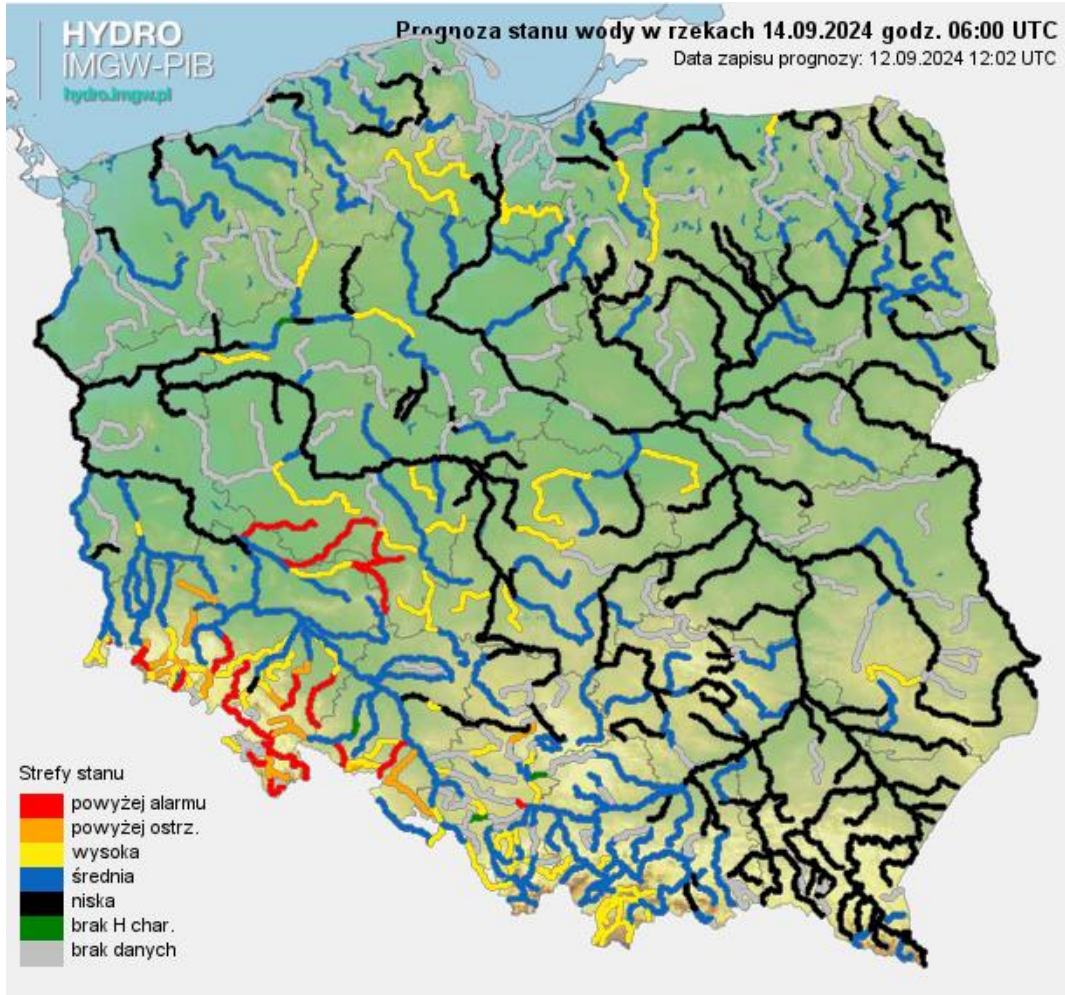 HYDRO
IMGW-PIB
hydro.imgw.pl
Prognoza stanu wody w rzekach 14.09.2024 godz. 06:00 UTC
Data zapisu prognozy: 12.09.2024 12:02 UTC
Strefy stanu
powyżej alarmu
powyżej ostrz.
wysoka
średnia
niska
brak H char.
brak danych